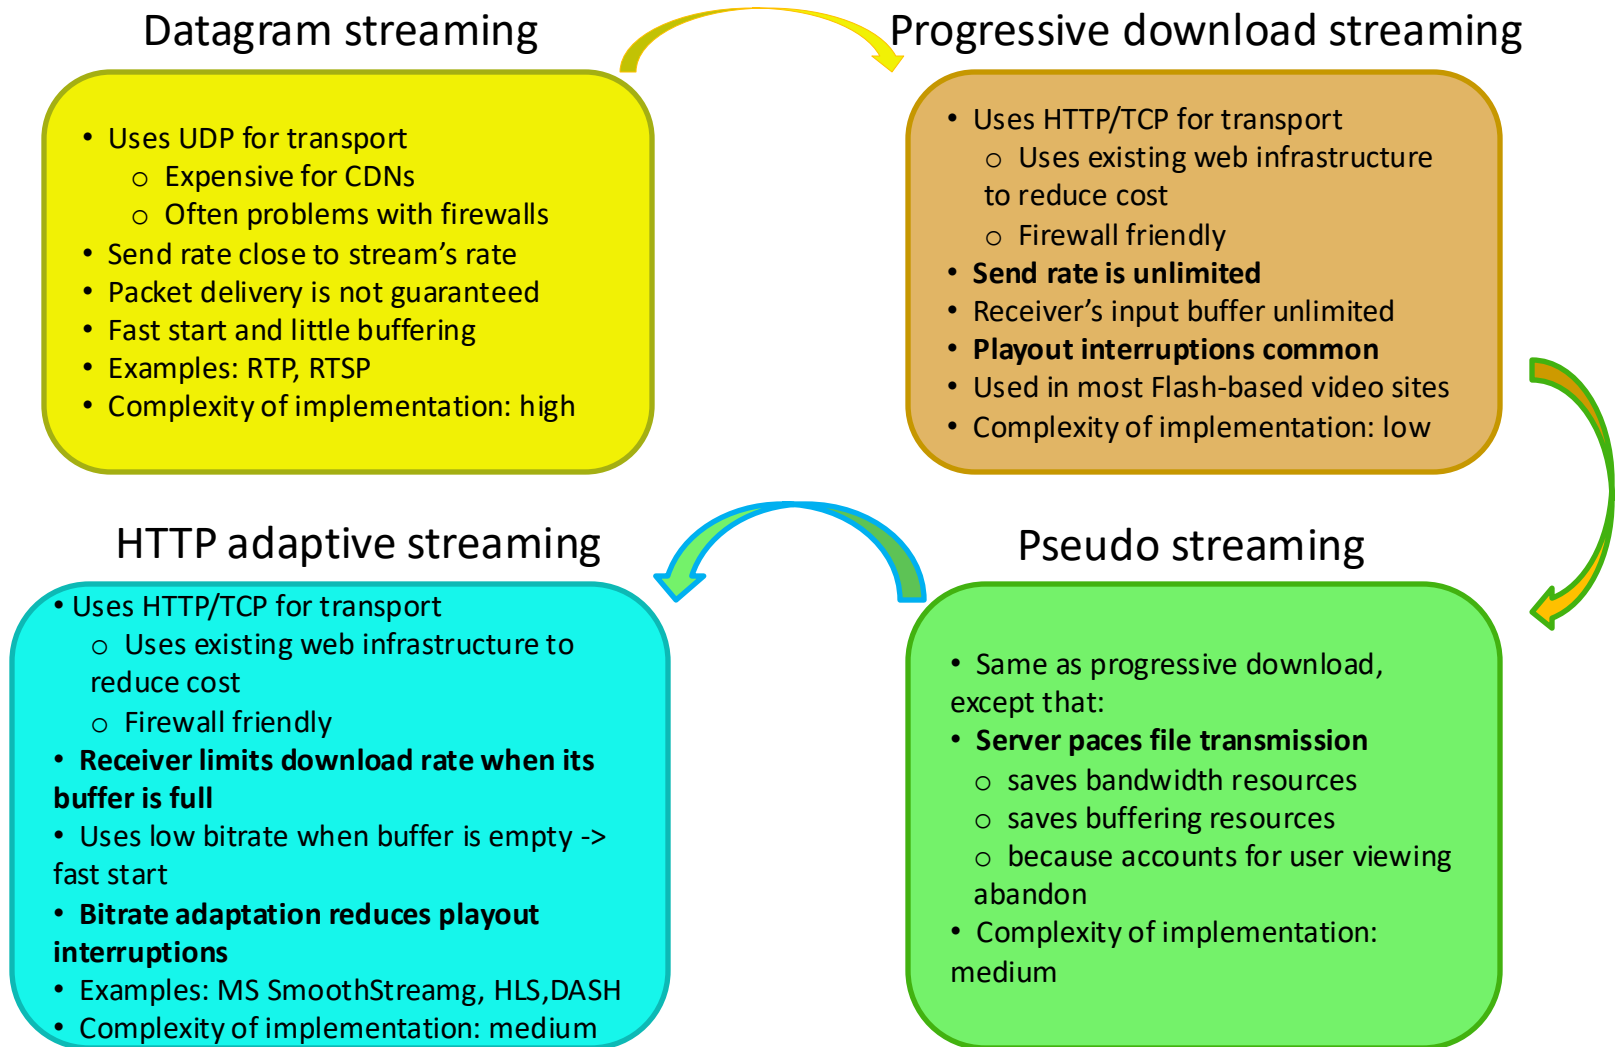 Datagram streaming
• Uses UDP for transport
o Expensive for CDNs
o Often problems with firewalls
• Send rate close to stream’s rate
• Packet delivery is not guaranteed
• Fast start and little buffering
• Examples: RTP, RTSP
• Complexity of implementation: high
Progressive download streaming
• Uses HTTP/TCP for transport
o Uses existing web infrastructure
to reduce cost
o Firewall friendly
• Send rate is unlimited
• Receiver’s input buffer unlimited
• Playout interruptions common
• Used in most Flash-based video sites
• Complexity of implementation: low
HTTP adaptive streaming
• Uses HTTP/TCP for transport
o Uses existing web infrastructure to
reduce cost
o Firewall friendly
• Receiver limits download rate when its
buffer is full
• Uses low bitrate when buffer is empty ->
fast start
• Bitrate adaptation reduces playout
interruptions
• Examples: MS SmoothStreamg, HLS,DASH
• Complexity of implementation: medium
Pseudo streaming
• Same as progressive download,
except that:
• Server paces file transmission
o saves bandwidth resources
o saves buffering resources
o because accounts for user viewing
abandon
• Complexity of implementation:
medium